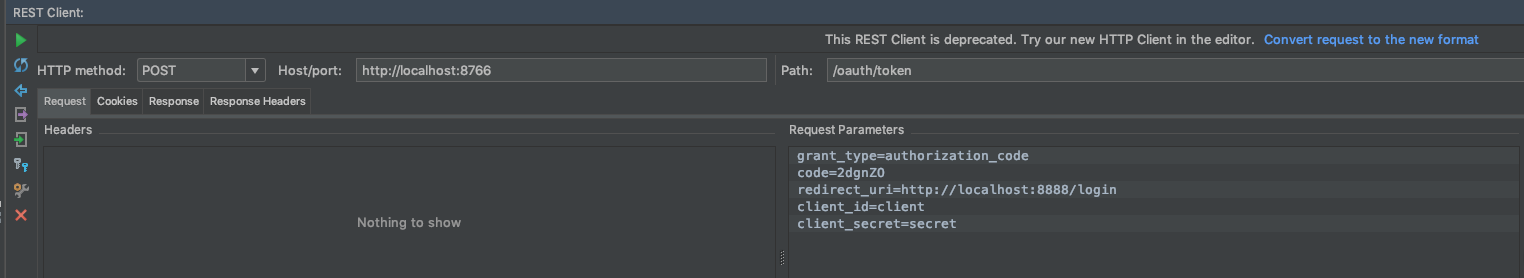 REST Client:
This REST Client is deprecated. Try our new HTTP Client in the editor. Convert request to the new format
HTTP method: POST Host/port: http://localhost:8766 Path: /oauth/token
Request Cookies Response Response Headers
Headers Request Parameters
grant_type=authorization_code
code=2dgnZO
redirect_uri=http://localhost:8888/login
client_id=client
client_secret=secret
Nothing to show